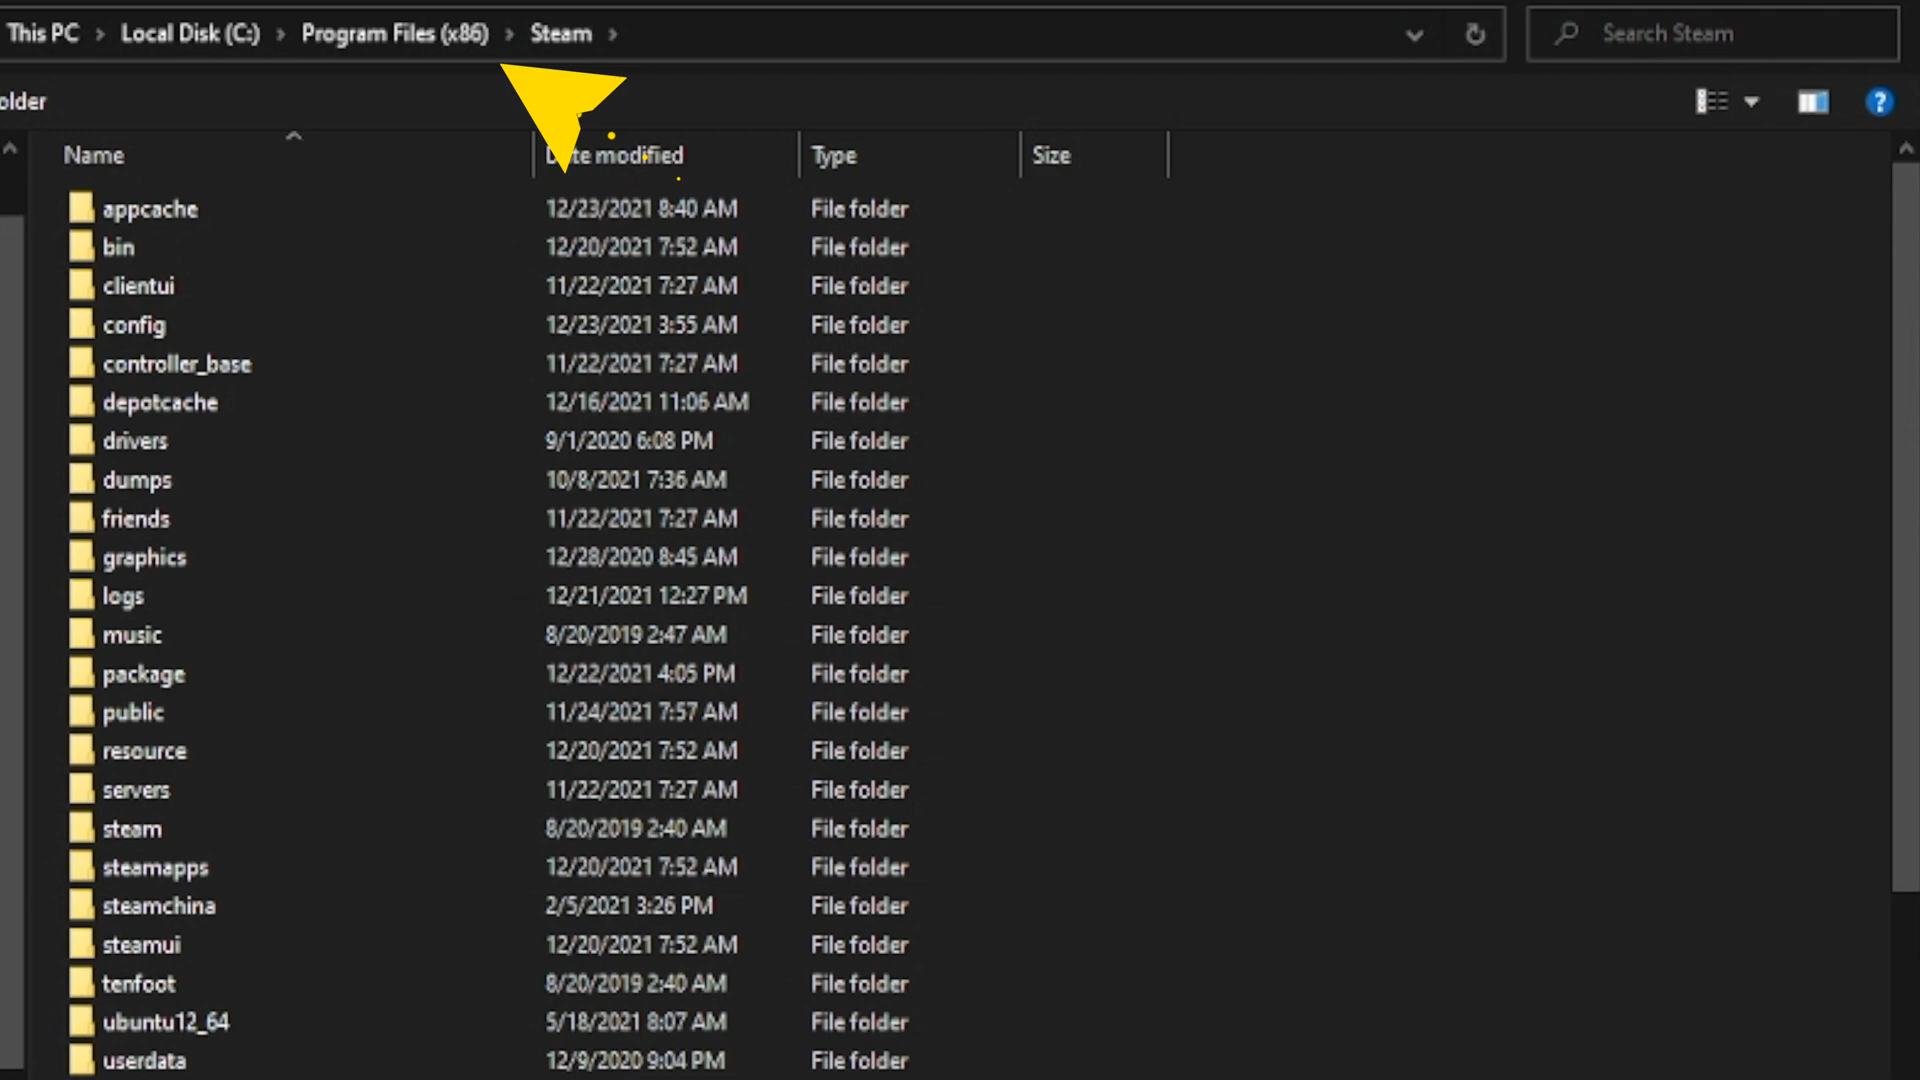 This PC > Local Disk (C:) > Program Files (x86) > Steam >
Search Steam
older
?
Name Date modified Type Size
appcache 12/23/2021 8:40 AM File folder
bin 12/20/2021 7:52 AM File folder
clientui 11/22/2021 7:27 AM File folder
config 12/23/2021 3:55 AM File folder
controller_base 11/22/2021 7:27 AM File folder
depotcache 12/16/2021 11:06 AM File folder
drivers 9/1/2020 6:08 PM File folder
dumps 10/8/2021 7:36 AM File folder
friends 11/22/2021 7:27 AM File folder
graphics 12/28/2020 8:45 AM File folder
logs 12/21/2021 12:27 PM File folder
music 8/20/2019 2:47 AM File folder
package 12/22/2021 4:05 PM File folder
public 11/24/2021 7:57 AM File folder
resource 12/20/2021 7:52 AM File folder
servers 11/22/2021 7:27 AM File folder
steam 8/20/2019 2:40 AM File folder
steamapps 12/20/2021 7:52 AM File folder
steamchina 2/5/2021 3:26 PM File folder
steamui 12/20/2021 7:52 AM File folder
tenfoot 8/20/2019 2:40 AM File folder
ubuntu12_64 5/18/2021 8:07 AM File folder
userdata 12/9/2020 9:04 PM File folder